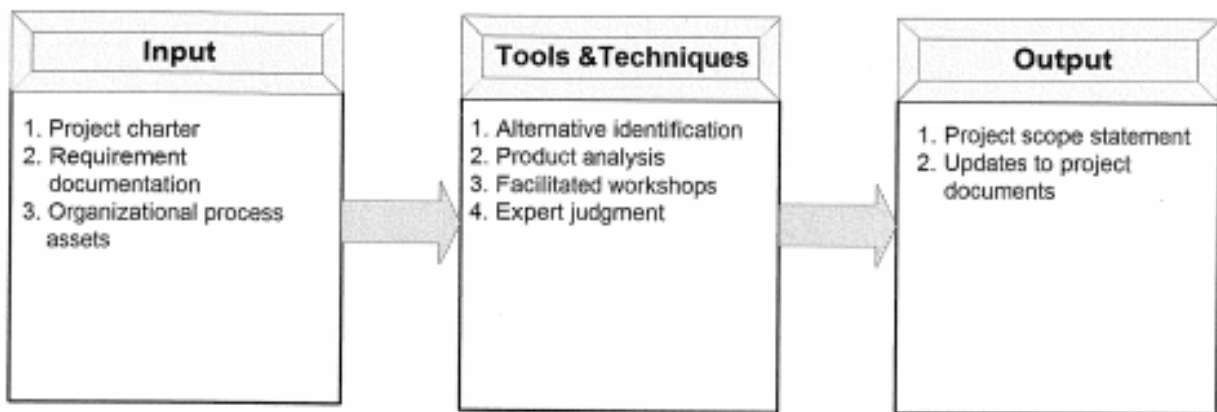 Input
1. Project charter
2. Requirement
documentation
3. Organizational process
assets
Tools &Techniques
1. Alternative identification
2. Product analysis
3. Facilitated workshops
4. Expert judgment
Output
1. Project scope statement
2. Updates to project
documents